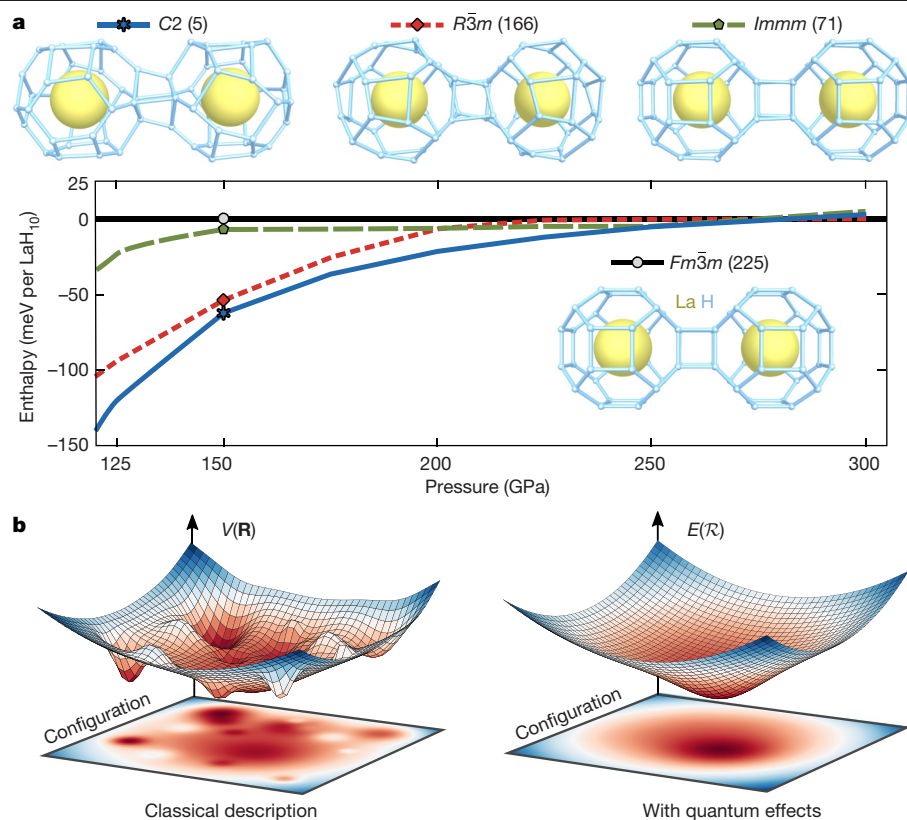 a
C2 (5) R3̅m (166) Immm (71)
25
0
−50
−100
−150
Enthalpy (meV per LaH₁₀)
Fm3̅m (225)
La H
125 150 200 250 300
Pressure (GPa)
b
V(R) E(ℛ)
Configuration Configuration
Classical description With quantum effects